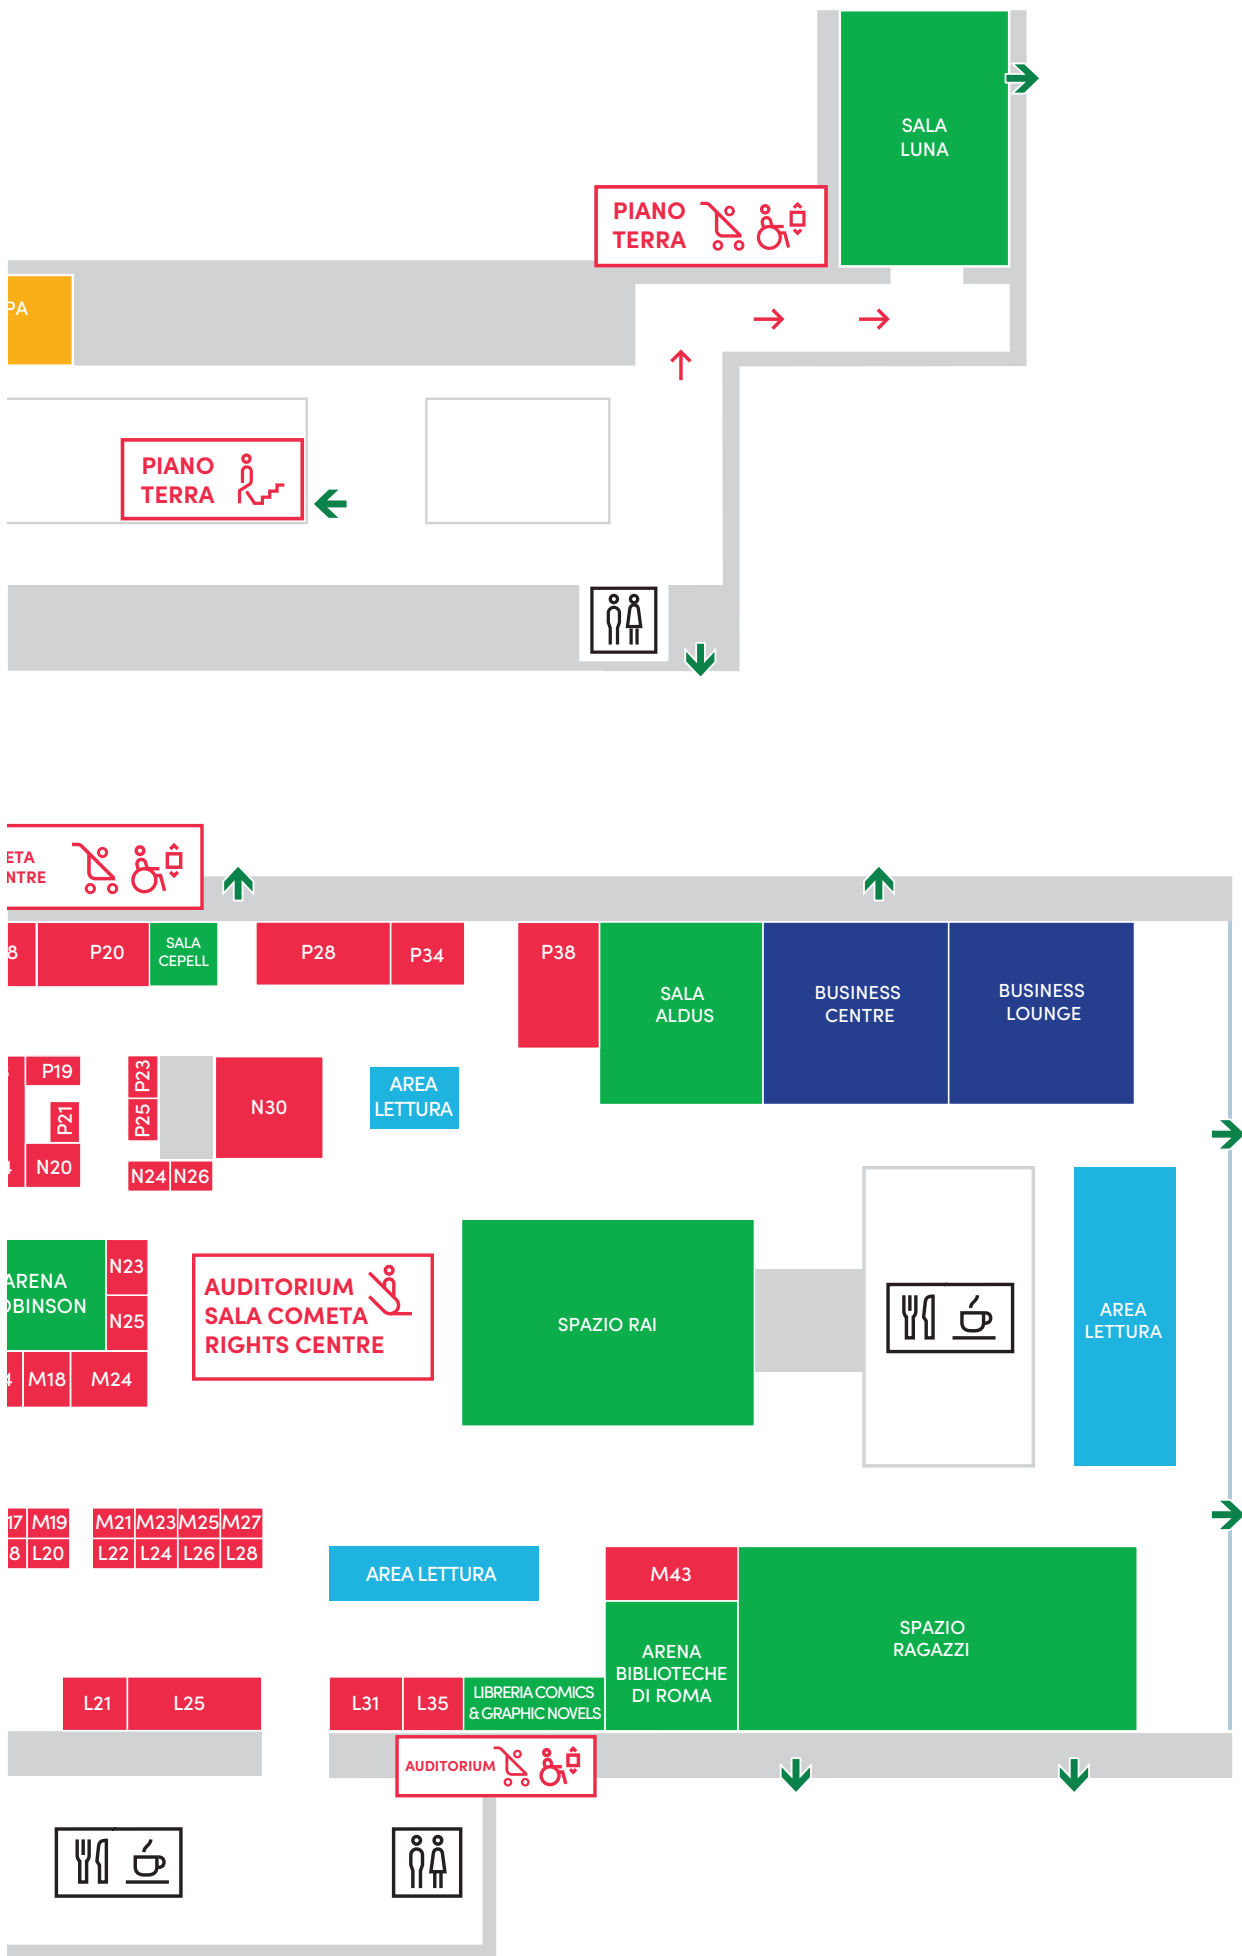 SALA
LUNA
PIANO
TERRA
PA
PIANO
TERRA
ETA
NTRE
8
P20
SALA
CEPELL
P28
P34
P38
SALA
ALDUS
BUSINESS
CENTRE
BUSINESS
LOUNGE
P19
P21
N20
P23
P25
N24
N26
N30
AREA
LETTURA
ARENA
OBINSON
N23
N25
4
M18
M24
AUDITORIUM
SALA COMETA
RIGHTS CENTRE
SPAZIO RAI
AREA
LETTURA
17
M19
M21
M23
M25
M27
8
L20
L22
L24
L26
L28
AREA LETTURA
M43
ARENA
BIBLIOTECHE
DI ROMA
SPAZIO
RAGAZZI
L21
L25
L31
L35
LIBRERIA COMICS
& GRAPHIC NOVELS
AUDITORIUM